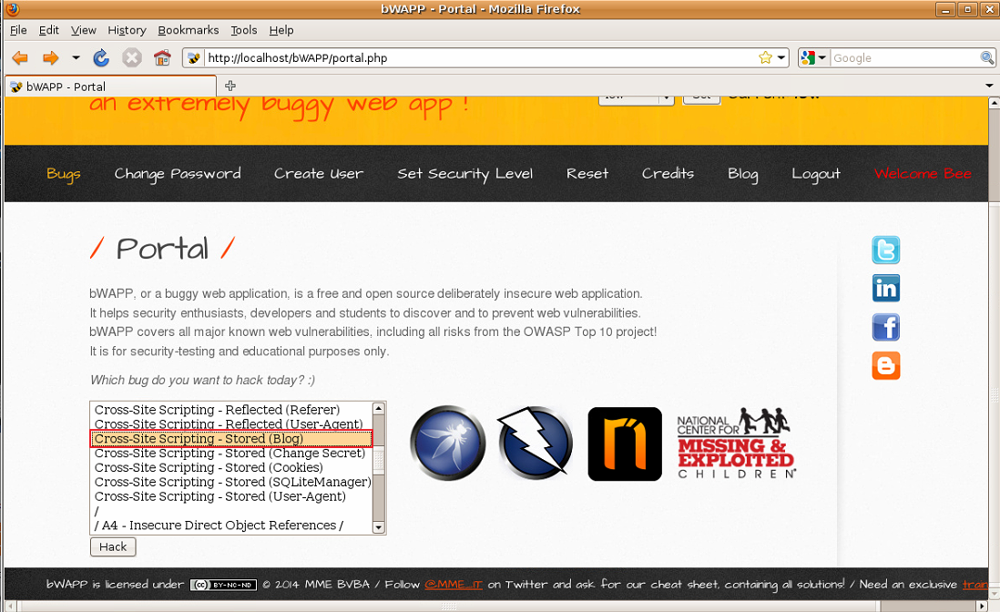 bWAPP - Portal - Mozilla Firefox
File Edit View History Bookmarks Tools Help
http://localhost/bWAPP/portal.php Google
bWAPP - Portal
an extremely buggy web app !
low Set Current low
Bugs Change Password Create User Set Security Level Reset Credits Blog Logout Welcome Bee
/ Portal /
bWAPP, or a buggy web application, is a free and open source deliberately insecure web application.
It helps security enthusiasts, developers and students to discover and to prevent web vulnerabilities.
bWAPP covers all major known web vulnerabilities, including all risks from the OWASP Top 10 project!
It is for security-testing and educational purposes only.
Which bug do you want to hack today? :)
Cross-Site Scripting - Reflected (Referer)
Cross-Site Scripting - Reflected (User-Agent)
Cross-Site Scripting - Stored (Blog)
Cross-Site Scripting - Stored (Change Secret)
Cross-Site Scripting - Stored (Cookies)
Cross-Site Scripting - Stored (SQLiteManager)
Cross-Site Scripting - Stored (User-Agent)
/
/ A4 - Insecure Direct Object References /
Hack
NATIONAL
CENTER FOR
MISSING &
EXPLOITED
CHILDREN®
bWAPP is licensed under (cc) BY-NC-ND © 2014 MME BVBA / Follow @MME_IT on Twitter and ask for our cheat sheet, containing all solutions! / Need an exclusive train